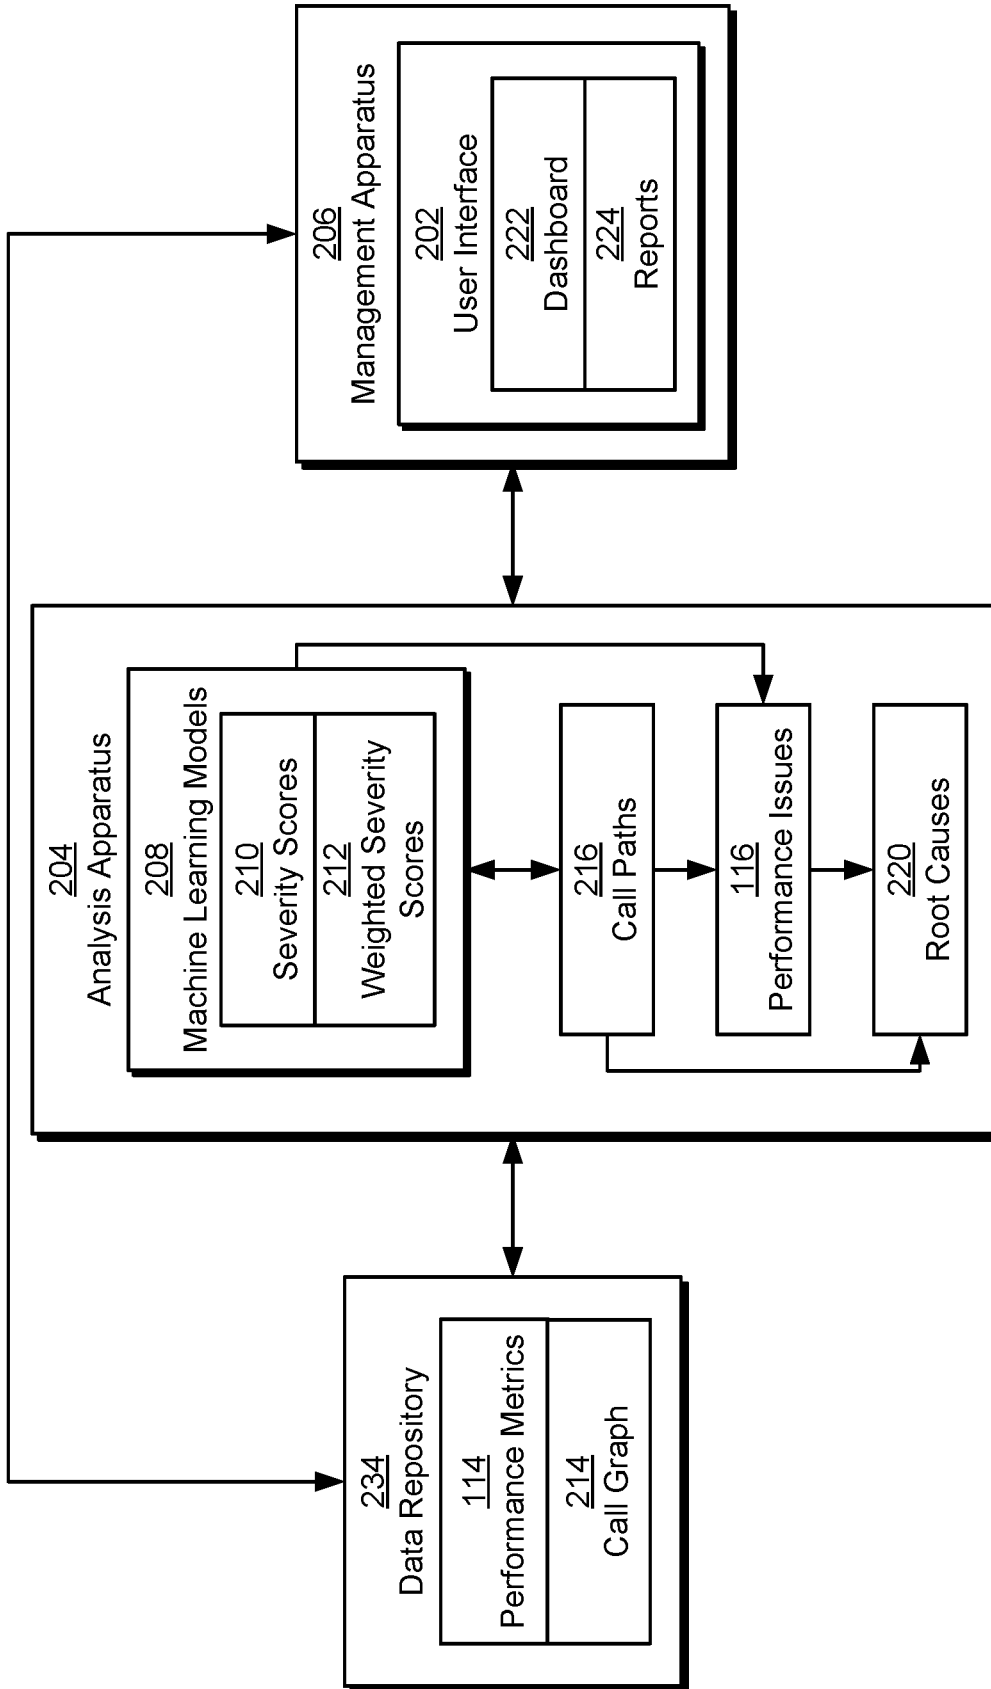 234
Data Repository
114
Performance Metrics
214
Call Graph
204
Analysis Apparatus
208
Machine Learning Models
210
Severity Scores
212
Weighted Severity
Scores
216
Call Paths
116
Performance Issues
220
Root Causes
206
Management Apparatus
202
User Interface
222
Dashboard
224
Reports